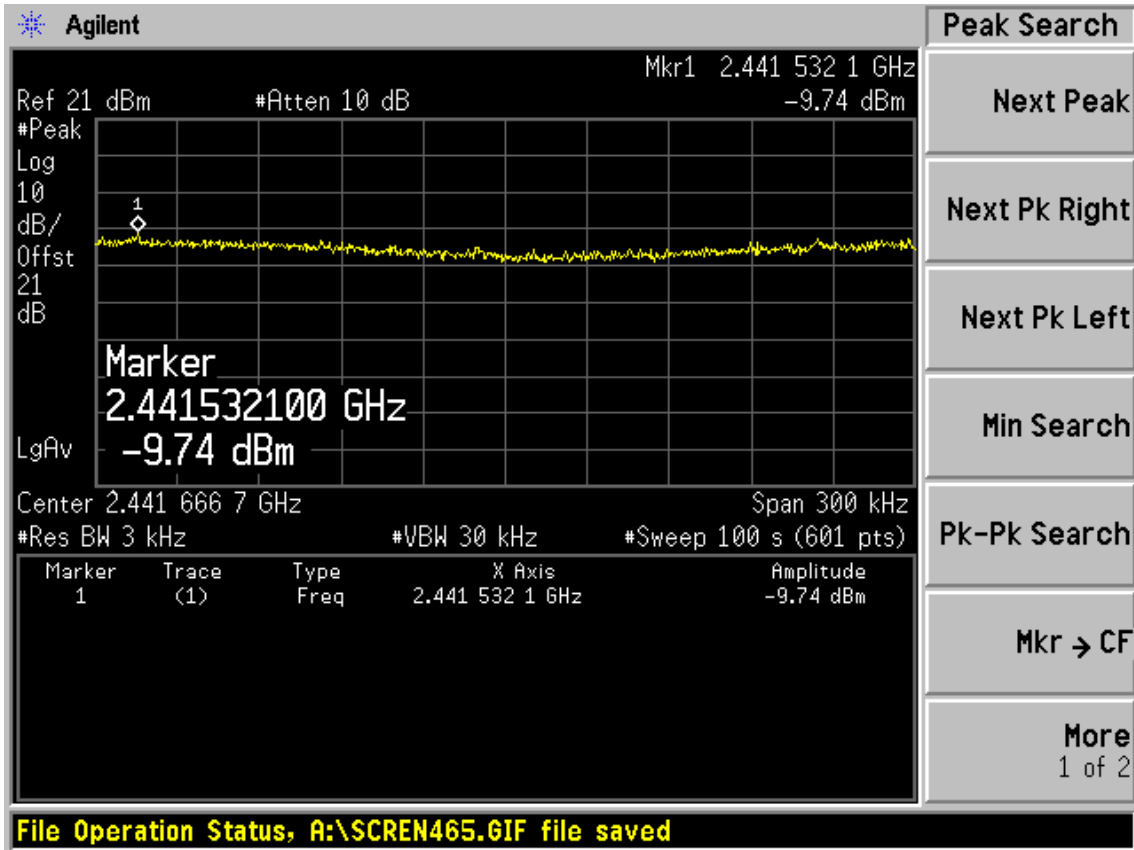 Agilent
Peak Search
Mkr1 2.441 532 1 GHz
Ref 21 dBm #Atten 10 dB -9.74 dBm
#Peak
Log
10
dB/
Offst
21
dB
1
Marker
2.441532100 GHz
-9.74 dBm
LgAv
Center 2.441 666 7 GHz Span 300 kHz
#Res BW 3 kHz #VBW 30 kHz #Sweep 100 s (601 pts)
Marker Trace Type X Axis Amplitude
1 (1) Freq 2.441 532 1 GHz -9.74 dBm
Next Peak
Next Pk Right
Next Pk Left
Min Search
Pk-Pk Search
Mkr → CF
More
1 of 2
File Operation Status, A:\SCREN465.GIF file saved